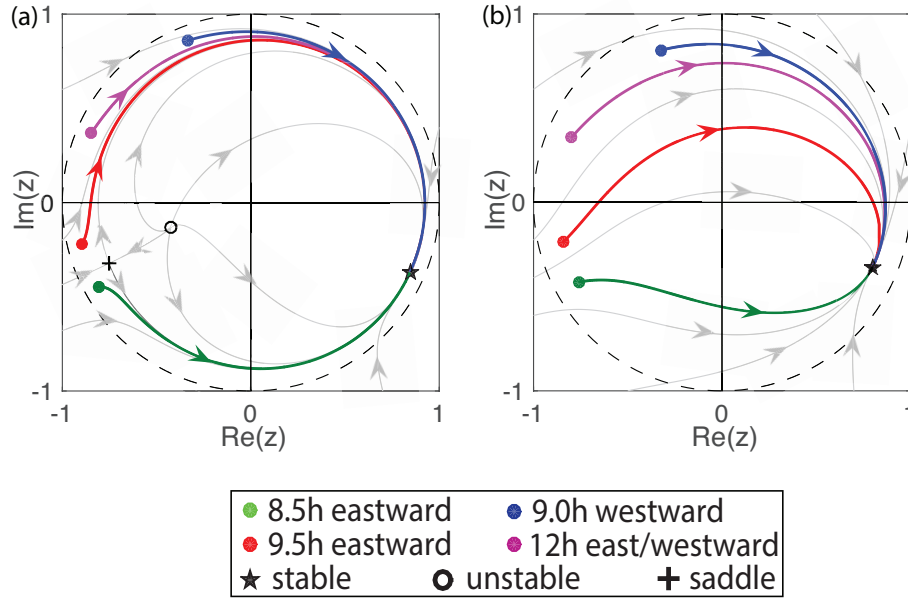 (a)
(b)
1
1
Im(z)
Im(z)
0
0
-1
-1
-1
0
1
-1
0
1
Re(z)
Re(z)
8.5h eastward
9.0h westward
9.5h eastward
12h east/westward
stable
unstable
saddle